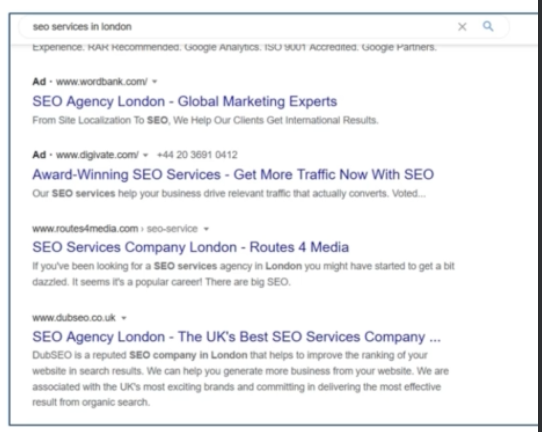 seo services in london
Experience. RAR Recommended. Google Analytics. ISO 9001 Accredited. Google Partners.
Ad · www.wordbank.com/
SEO Agency London - Global Marketing Experts
From Site Localization To SEO, We Help Our Clients Get International Results.
Ad · www.digivate.com/ +44 20 3691 0412
Award-Winning SEO Services - Get More Traffic Now With SEO
Our SEO services help your business drive relevant traffic that actually converts. Voted...
www.routes4media.com › seo-service
SEO Services Company London - Routes 4 Media
If you've been looking for a SEO services agency in London you might have started to get a bit
dazzled. It seems it's a popular career! There are big SEO.
www.dubseo.co.uk
SEO Agency London - The UK's Best SEO Services Company ...
DubSEO is a reputed SEO company in London that helps to improve the ranking of your
website in search results. We can help you generate more business from your website. We are
associated with the UK's most exciting brands and committing in delivering the most effective
result from organic search.